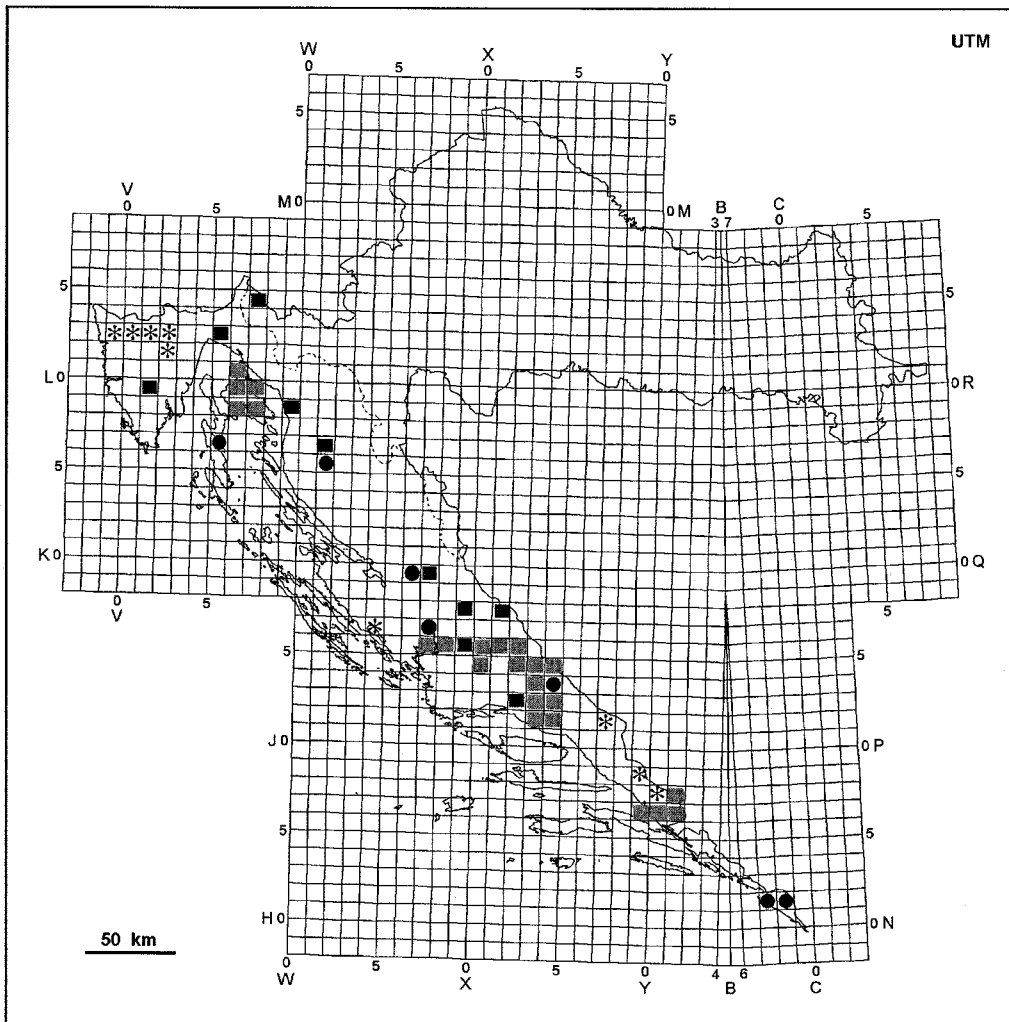 UTM
W X Y
0 5 0 5 0
5 5
V B C
0 5 M 0 0 M 3 7 0 5
5 5
L 0 0 R
5 5
K 0 0 Q
V 5
0 5
5 5
J 0 0 P
5 5
H 0 0 N
50 km
0 5 0 5 0 4 6 0
W X Y B C